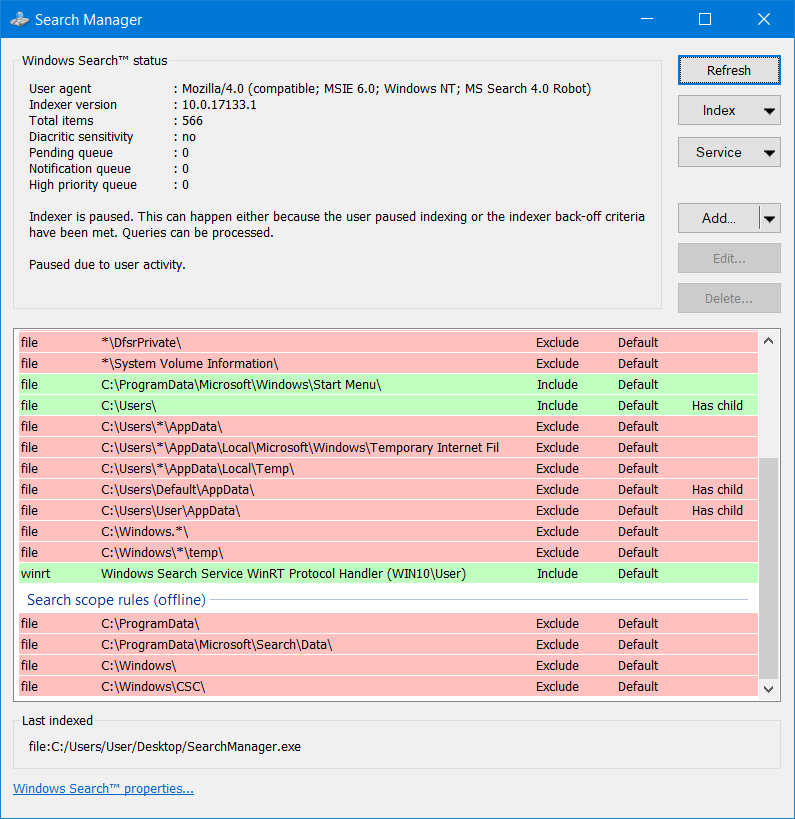 Search Manager
Windows Search™ status
User agent : Mozilla/4.0 (compatible; MSIE 6.0; Windows NT; MS Search 4.0 Robot)
Indexer version : 10.0.17133.1
Total items : 566
Diacritic sensitivity : no
Pending queue : 0
Notification queue : 0
High priority queue : 0
Indexer is paused. This can happen either because the user paused indexing or the indexer back-off criteria
have been met. Queries can be processed.
Paused due to user activity.
Refresh
Index
Service
Add...
Edit...
Delete...
file *\DfsrPrivate\ Exclude Default
file *\System Volume Information\ Exclude Default
file C:\ProgramData\Microsoft\Windows\Start Menu\ Include Default
file C:\Users\ Include Default Has child
file C:\Users\*\AppData\ Exclude Default
file C:\Users\*\AppData\Local\Microsoft\Windows\Temporary Internet Fil Exclude Default
file C:\Users\*\AppData\Local\Temp\ Exclude Default
file C:\Users\Default\AppData\ Exclude Default Has child
file C:\Users\User\AppData\ Exclude Default Has child
file C:\Windows.*\ Exclude Default
file C:\Windows\*\temp\ Exclude Default
winrt Windows Search Service WinRT Protocol Handler (WIN10\User) Include Default
Search scope rules (offline)
file C:\ProgramData\ Exclude Default
file C:\ProgramData\Microsoft\Search\Data\ Exclude Default
file C:\Windows\ Exclude Default
file C:\Windows\CSC\ Exclude Default
Last indexed
file:C:/Users/User/Desktop/SearchManager.exe
Windows Search™ properties...